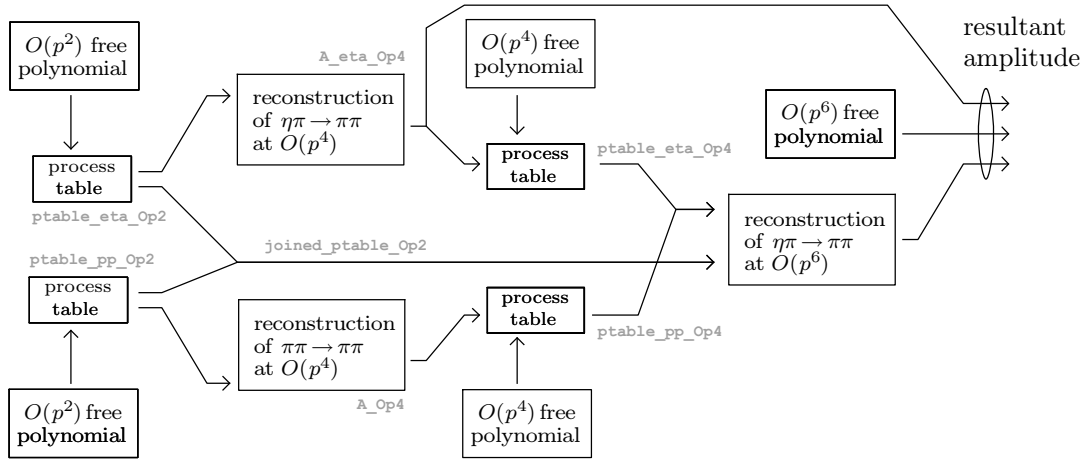 O(p²) free
polynomial
A_eta_Op4
reconstruction
of ηπ → ππ
at O(p⁴)
O(p⁴) free
polynomial
resultant
amplitude
O(p⁶) free
polynomial
process
table
ptable_eta_Op2
process
table
ptable_eta_Op4
joined_ptable_Op2
reconstruction
of ηπ → ππ
at O(p⁶)
ptable_pp_Op2
process
table
reconstruction
of ππ → ππ
at O(p⁴)
A_Op4
process
table
ptable_pp_Op4
O(p²) free
polynomial
O(p⁴) free
polynomial